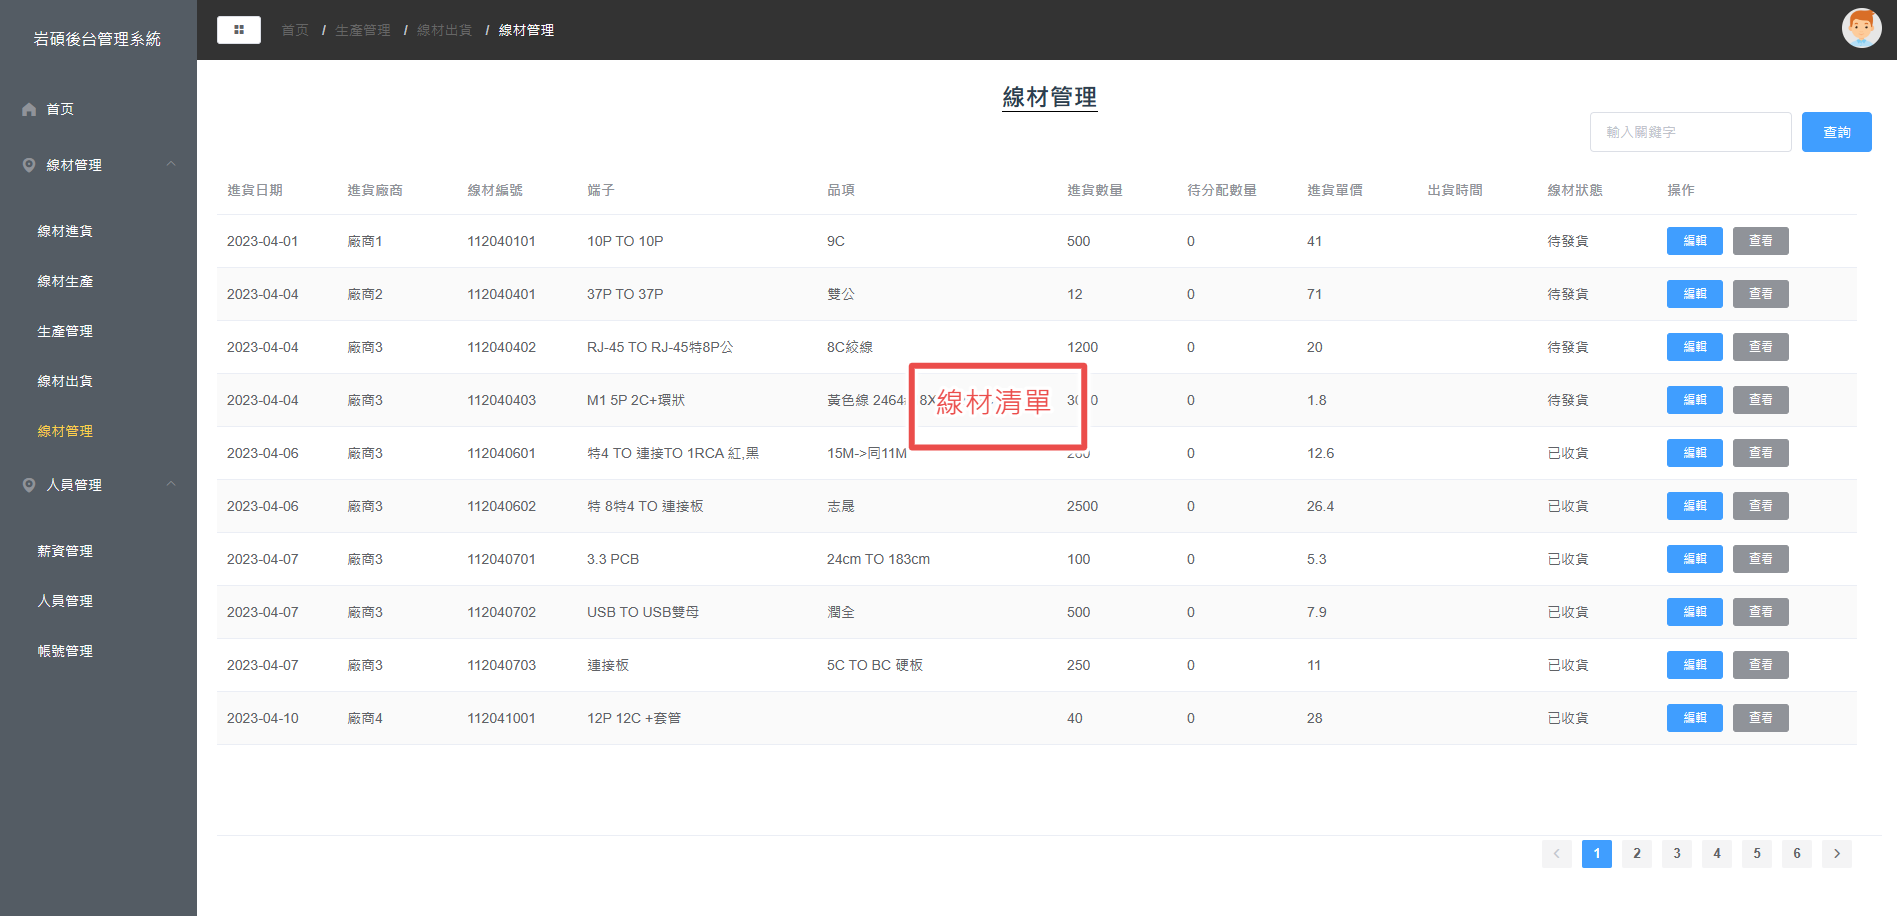 岩碩後台管理系統
首页
線材管理
線材進貨
線材生產
生產管理
線材出貨
線材管理
人員管理
薪資管理
人員管理
帳號管理
首页 / 生產管理 / 線材出貨 / 線材管理
線材管理
輸入關鍵字 查詢
進貨日期 進貨廠商 線材編號 端子 品項 進貨數量 待分配數量 進貨單價 出貨時間 線材狀態 操作
2023-04-01 廠商1 112040101 10P TO 10P 9C 500 0 41 待發貨 編輯 查看
2023-04-04 廠商2 112040401 37P TO 37P 雙公 12 0 71 待發貨 編輯 查看
2023-04-04 廠商3 112040402 RJ-45 TO RJ-45特8P公 8C絞線 1200 0 20 待發貨 編輯 查看
2023-04-04 廠商3 112040403 M1 5P 2C+環狀 黃色線 0 1.8 待發貨 編輯 查看
線材清單
2023-04-06 廠商3 112040601 特4 TO 連接TO 1RCA 紅,黑 15M->同11M 0 12.6 已收貨 編輯 查看
2023-04-06 廠商3 112040602 特 8特4 TO 連接板 志晟 2500 0 26.4 已收貨 編輯 查看
2023-04-07 廠商3 112040701 3.3 PCB 24cm TO 183cm 100 0 5.3 已收貨 編輯 查看
2023-04-07 廠商3 112040702 USB TO USB雙母 潤全 500 0 7.9 已收貨 編輯 查看
2023-04-07 廠商3 112040703 連接板 5C TO BC 硬板 250 0 11 已收貨 編輯 查看
2023-04-10 廠商4 112041001 12P 12C +套管 40 0 28 已收貨 編輯 查看
1 2 3 4 5 6